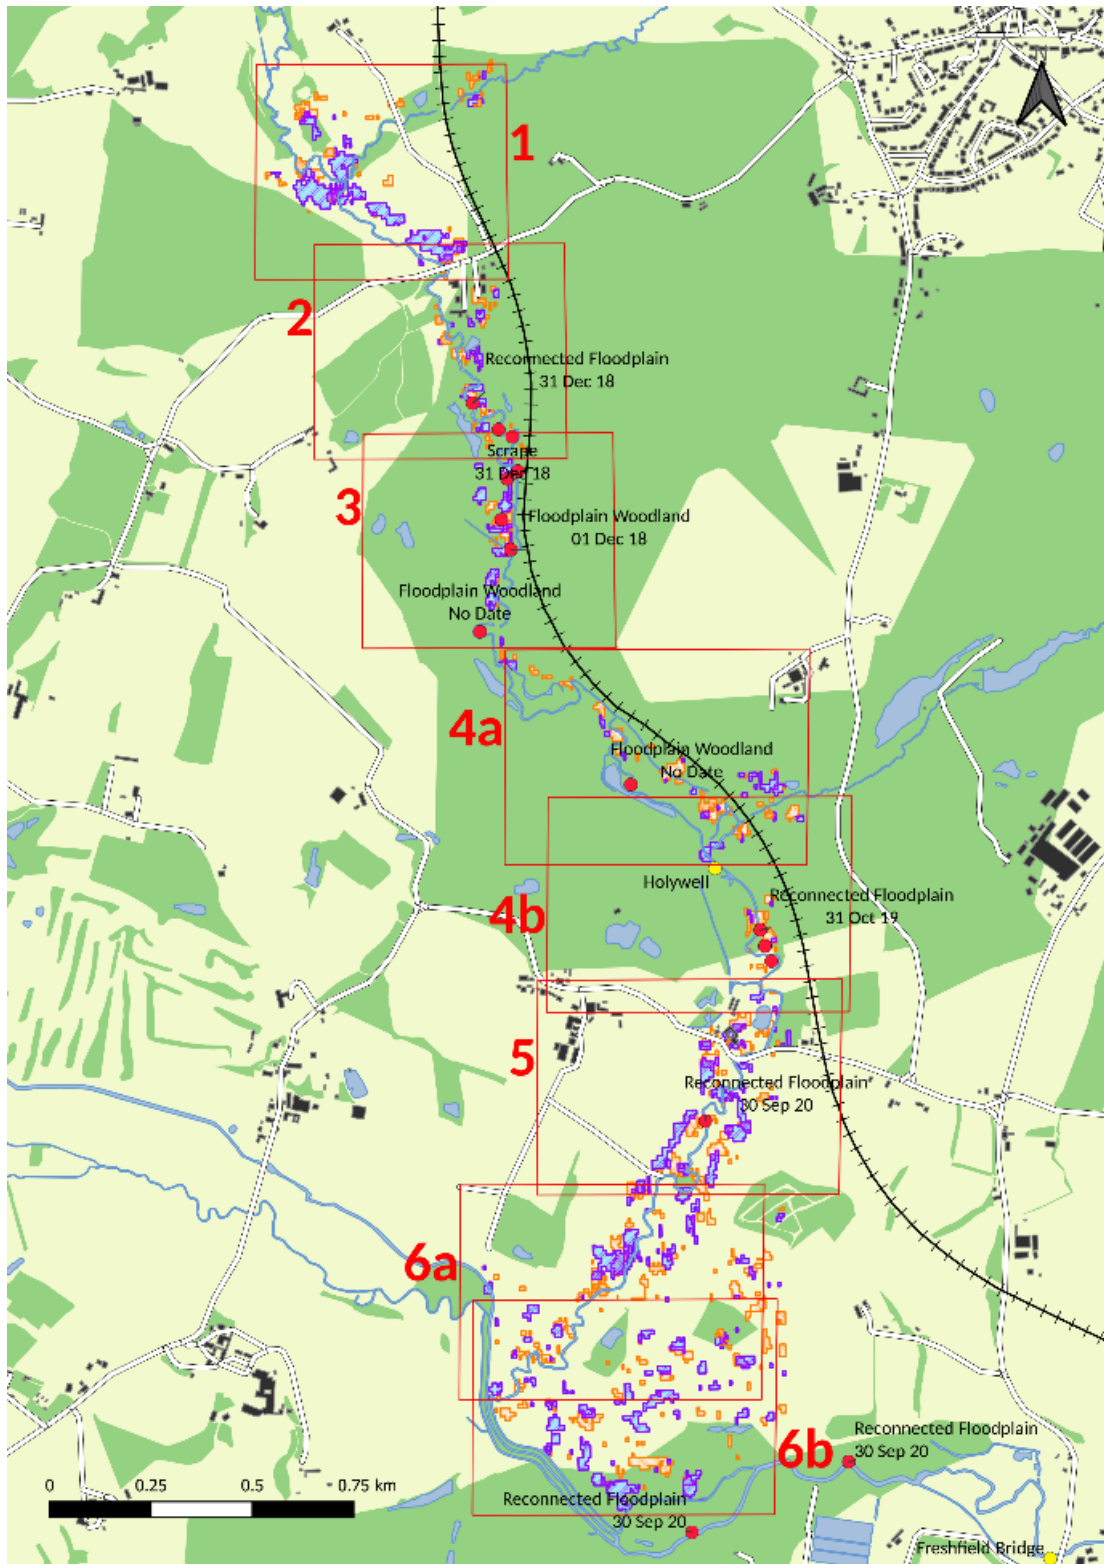 N
1
2
Reconnected Floodplain
31 Dec 18
Scrape
31 Dec 18
3
Floodplain Woodland
01 Dec 18
Floodplain Woodland
No Date
4a
Floodplain Woodland
No Date
Holywell
4b
Reconnected Floodplain
31 Oct 19
5
Reconnected Floodplain
30 Sep 20
6a
6b
Reconnected Floodplain
30 Sep 20
0 0.25 0.5 0.75 km
Reconnected Floodplain
30 Sep 20
Freshfield Bridge